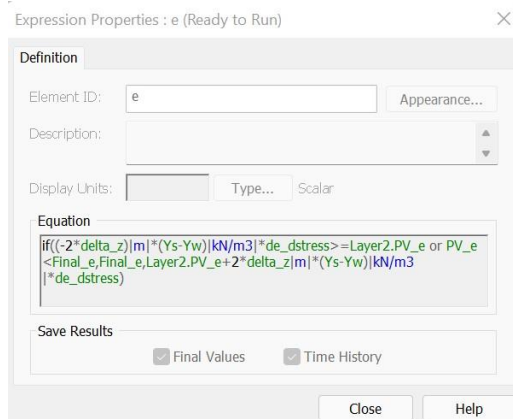 Expression Properties : e (Ready to Run)
Definition
Element ID: e Appearance...
Description:
Display Units: Type... Scalar
Equation
if((-2*delta_z)|m|*(Ys-Yw)|kN/m3|*de_dstress>=Layer2.PV_e or PV_e
<Final_e,Final_e,Layer2.PV_e+2*delta_z|m|*(Ys-Yw)|kN/m3
|*de_dstress)
Save Results
Final Values Time History
Close Help